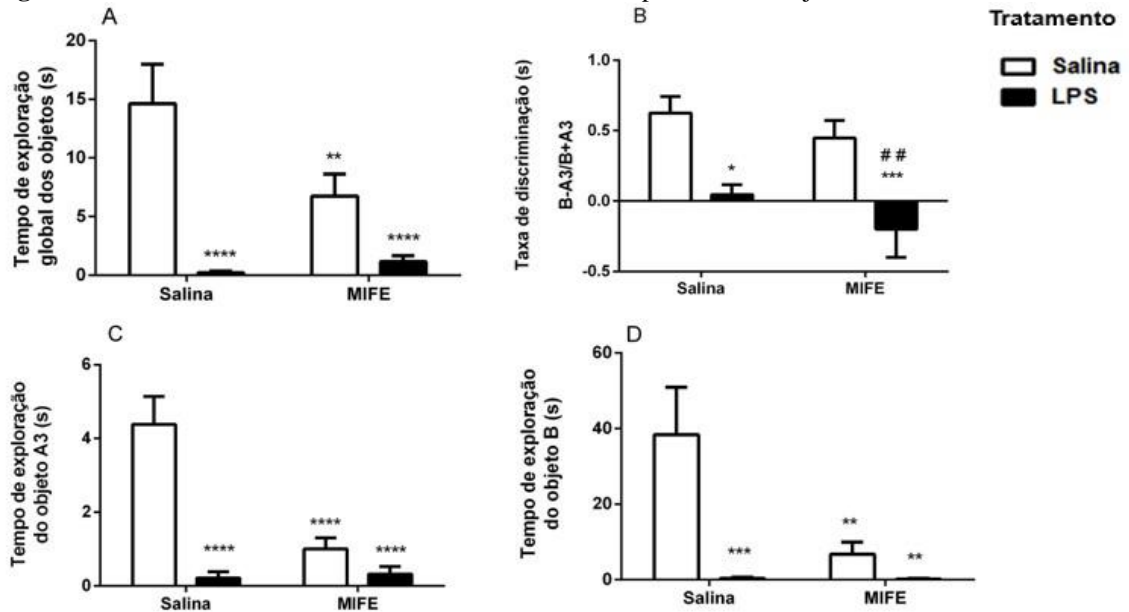 A
Tempo de exploração
global dos objetos (s)
20
15
10
5
0
**
****
****
Salina
MIFE
B
Taxa de discriminação (s)
B-A3/B+A3
1.0
0.5
0.0
-0.5
*
##
***
Salina
MIFE
Tratamento
Salina
LPS
C
Tempo de exploração
do objeto A3 (s)
6
4
2
0
****
****
****
Salina
MIFE
D
Tempo de exploração
do objeto B (s)
60
40
20
0
***
**
**
Salina
MIFE